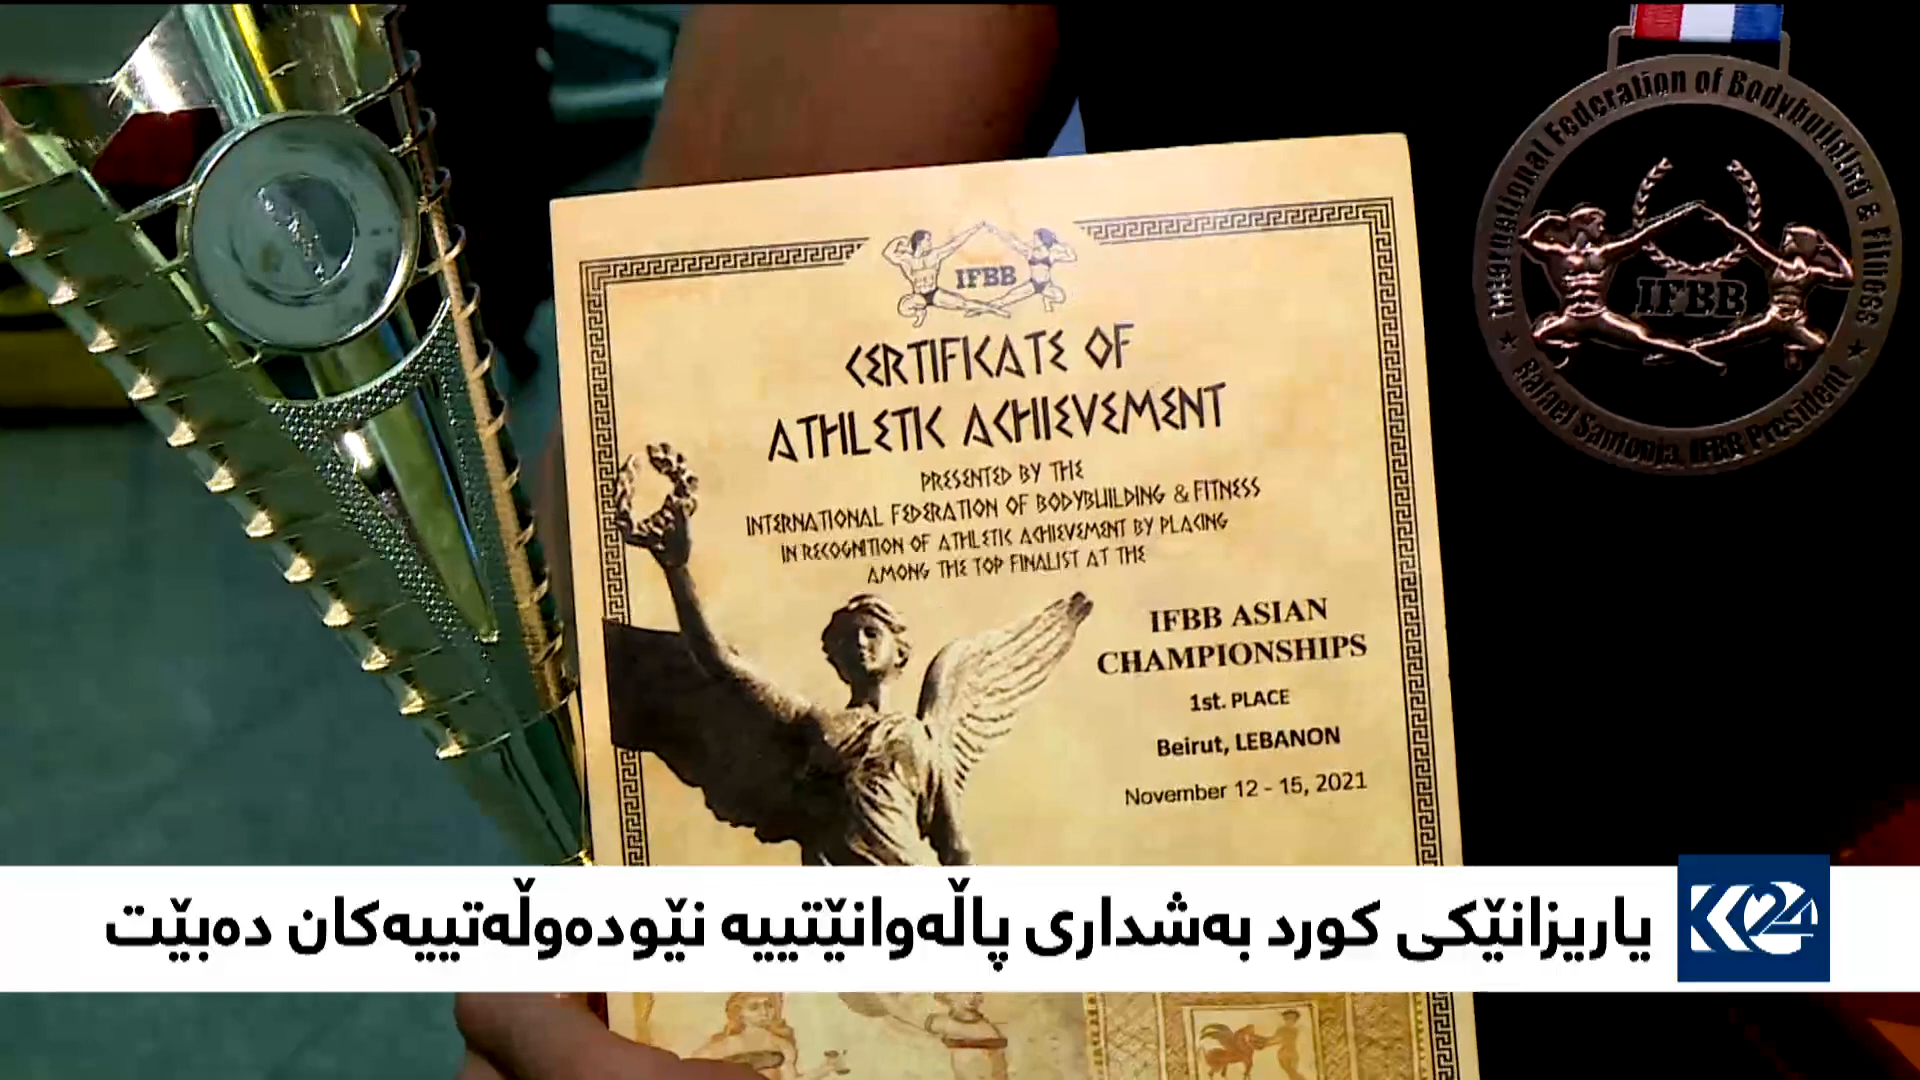 International Federation of Bodybuilding & Fitness
IFBB
Rafael Santonja, IFBB President
IFBB
CERTIFICATE OF
ATHLETIC ACHIEVEMENT
PRESENTED BY THE
INTERNATIONAL FEDERATION OF BODYBUILDING & FITNESS
IN RECOGNITION OF ATHLETIC ACHIEVEMENT BY PLACING
AMONG THE TOP FINALIST AT THE
IFBB ASIAN
CHAMPIONSHIPS
1st. PLACE
Beirut, LEBANON
November 12 - 15, 2021
یاریزانێکی کورد بەشداری پاڵەوانێتییە نێودەوڵەتییەکان دەبێت
K24